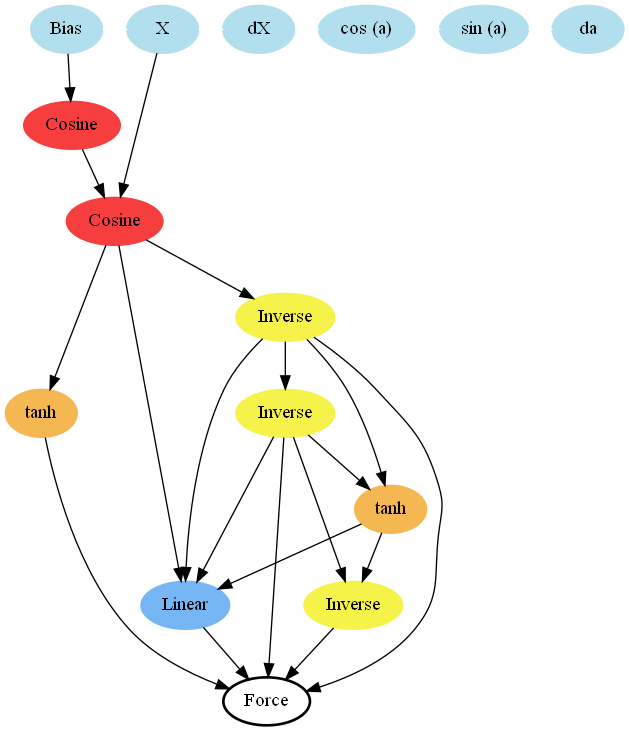 Bias
X
dX
cos (a)
sin (a)
da
Cosine
Cosine
Inverse
tanh
Inverse
tanh
Linear
Inverse
Force